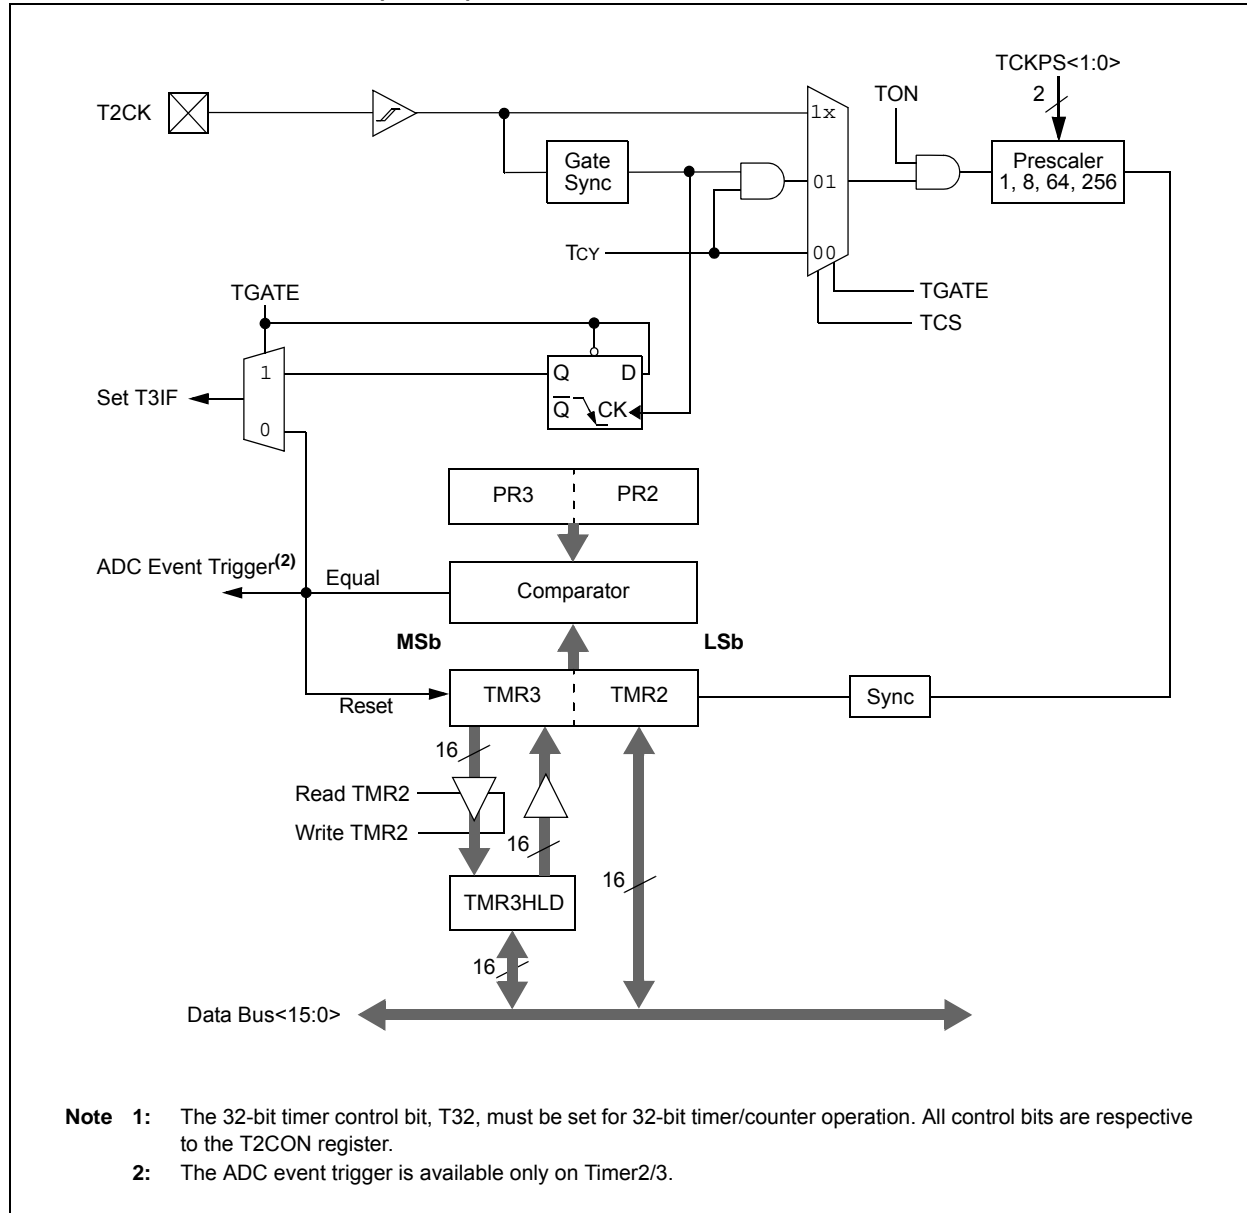 TCKPS<1:0>
2
TON
T2CK
1x
Gate
Sync
Prescaler
1, 8, 64, 256
01
TCY
00
TGATE
TCS
TGATE
1
Q
D
Set T3IF
Q
CK
0
PR3
PR2
ADC Event Trigger(2)
Equal
Comparator
MSb
LSb
TMR3
TMR2
Sync
Reset
16
Read TMR2
Write TMR2
16
16
TMR3HLD
16
Data Bus<15:0>
Note 1: The 32-bit timer control bit, T32, must be set for 32-bit timer/counter operation. All control bits are respective
to the T2CON register.
2: The ADC event trigger is available only on Timer2/3.